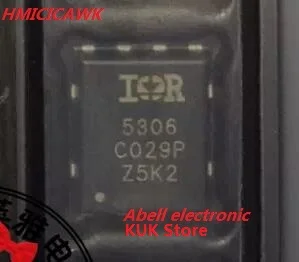 HMICICAWK
IOR
5306
C029P
Z5K2
Abell electronic
KUK Store